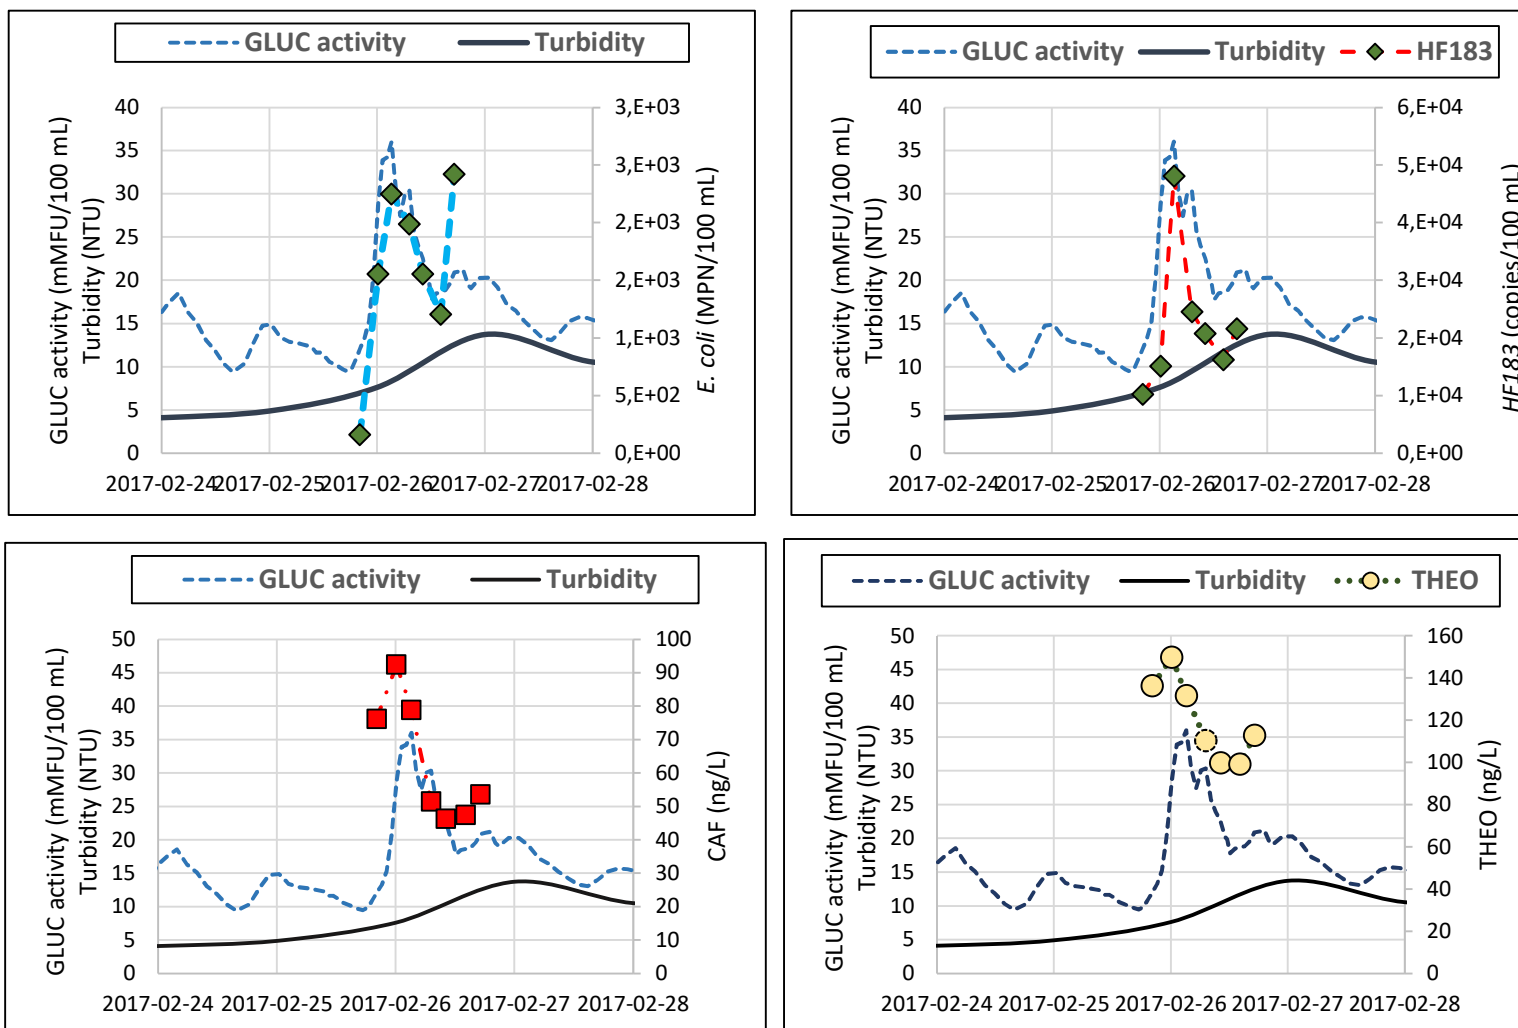 GLUC activity Turbidity
GLUC activity (mMFU/100 mL)
Turbidity (NTU)
40
35
30
25
20
15
10
5
0
3,E+03
3,E+03
2,E+03
2,E+03
1,E+03
5,E+02
0,E+00
E. coli (MPN/100 mL)
2017-02-24 2017-02-25 2017-02-26 2017-02-27 2017-02-28
GLUC activity Turbidity HF183
GLUC activity (mMFU/100 mL)
Turbidity (NTU)
40
35
30
25
20
15
10
5
0
6,E+04
5,E+04
4,E+04
3,E+04
2,E+04
1,E+04
0,E+00
HF183 (copies/100 mL)
2017-02-24 2017-02-25 2017-02-26 2017-02-27 2017-02-28
GLUC activity Turbidity
GLUC activity (mMFU/100 mL)
Turbidity (NTU)
50
45
40
35
30
25
20
15
10
5
0
100
90
80
70
60
50
40
30
20
10
0
CAF (ng/L)
2017-02-24 2017-02-25 2017-02-26 2017-02-27 2017-02-28
GLUC activity Turbidity THEO
GLUC activity (mMFU/100 mL)
Turbidity (NTU)
50
45
40
35
30
25
20
15
10
5
0
160
140
120
100
80
60
40
20
0
THEO (ng/L)
2017-02-24 2017-02-25 2017-02-26 2017-02-27 2017-02-28